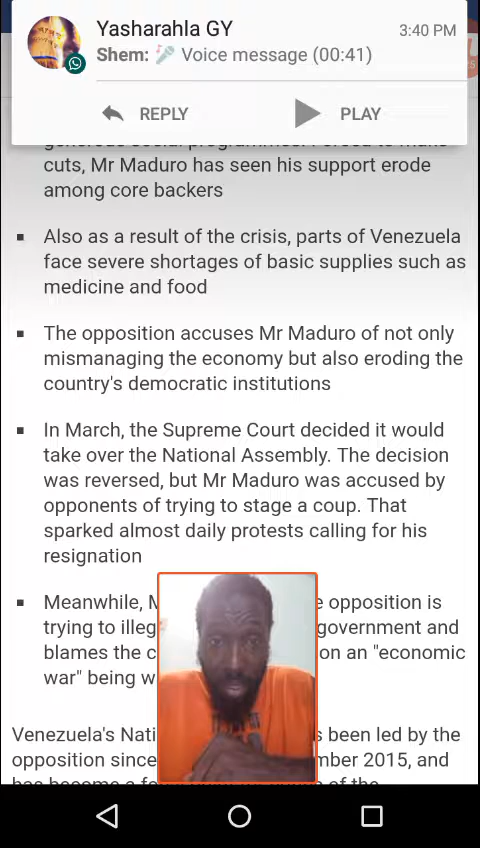 Yasharahla GY
3:40 PM
Shem: 🎤 Voice message (00:41)
REPLY
PLAY
generous social programmes. Forced to make
cuts, Mr Maduro has seen his support erode
among core backers
▪ Also as a result of the crisis, parts of Venezuela
face severe shortages of basic supplies such as
medicine and food
▪ The opposition accuses Mr Maduro of not only
mismanaging the economy but also eroding the
country's democratic institutions
▪ In March, the Supreme Court decided it would
take over the National Assembly. The decision
was reversed, but Mr Maduro was accused by
opponents of trying to stage a coup. That
sparked almost daily protests calling for his
resignation
▪ Meanwhile, opposition is
trying to government and
blames the on an "economic
war" being
Venezuela's been led by the
opposition since 2015, and